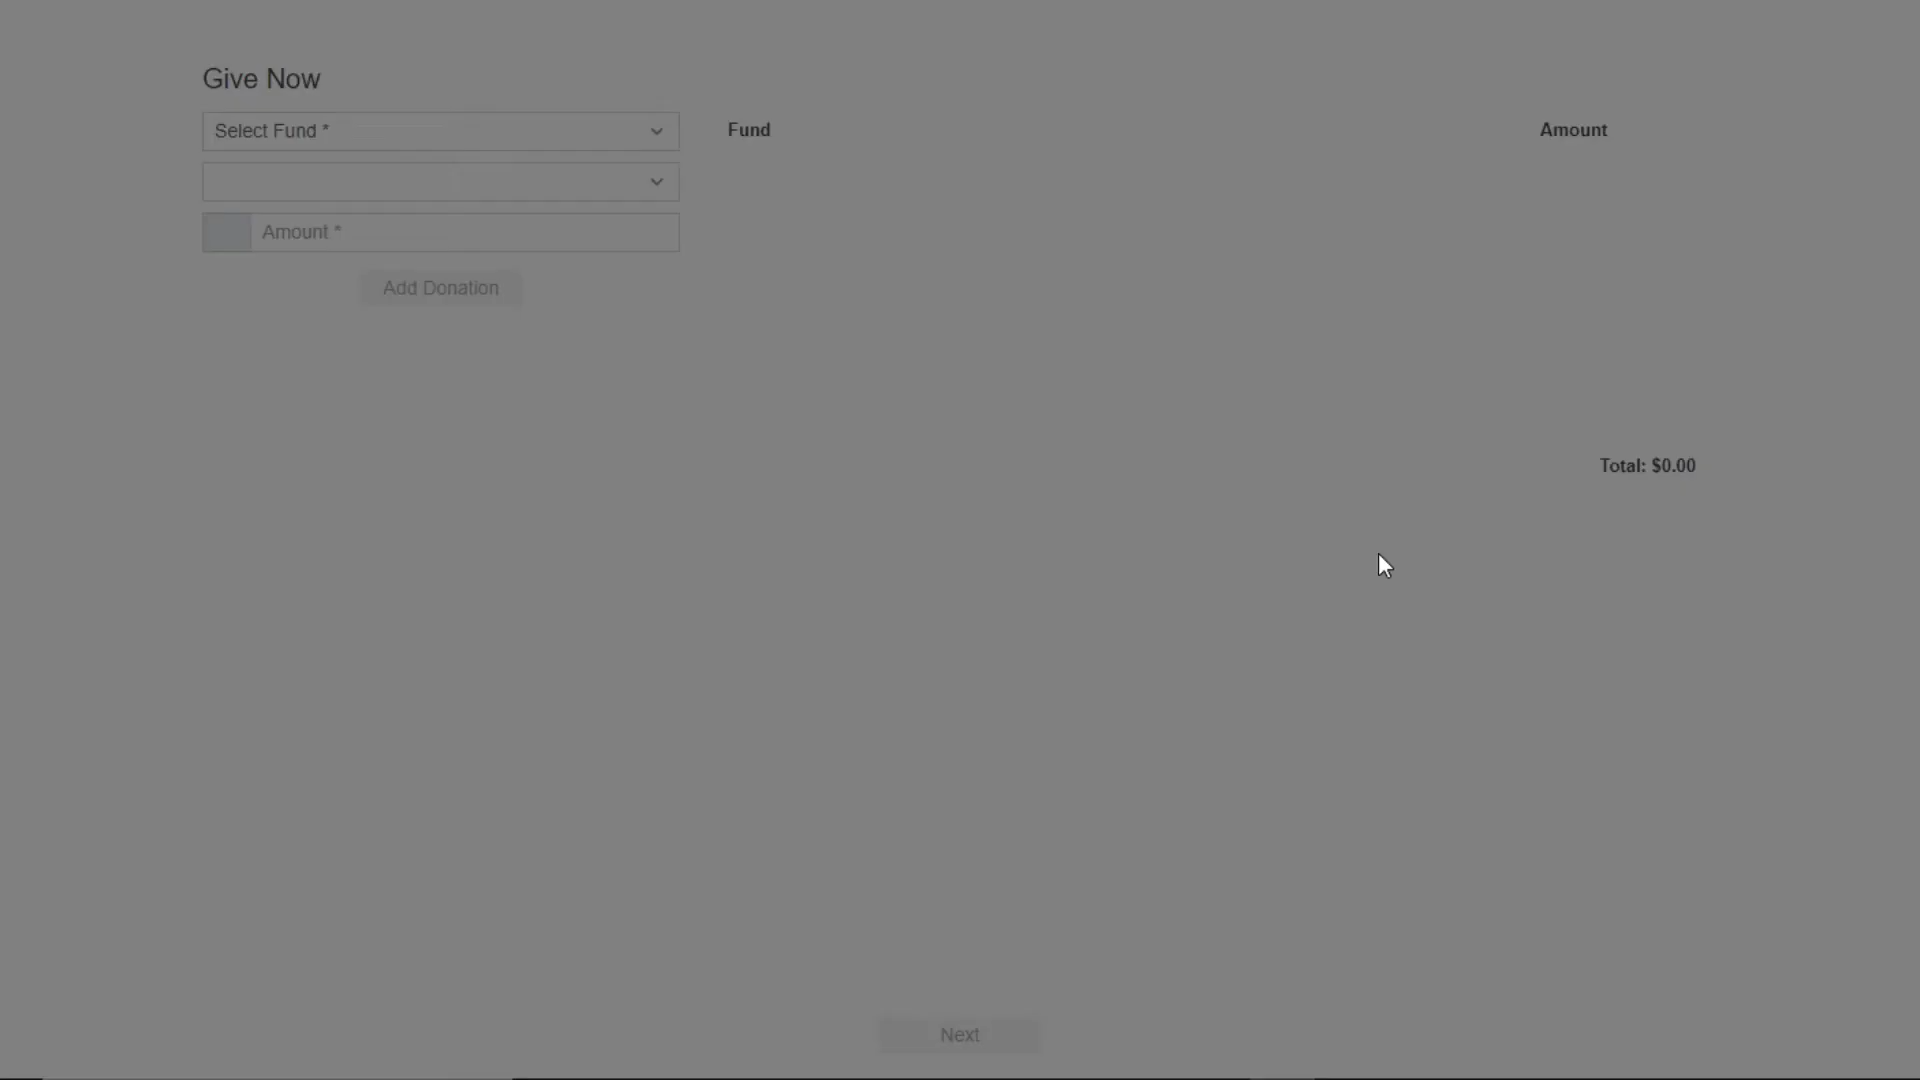 Give Now
Select Fund *
Fund
Amount
Amount *
Add Donation
Total: $0.00
Next